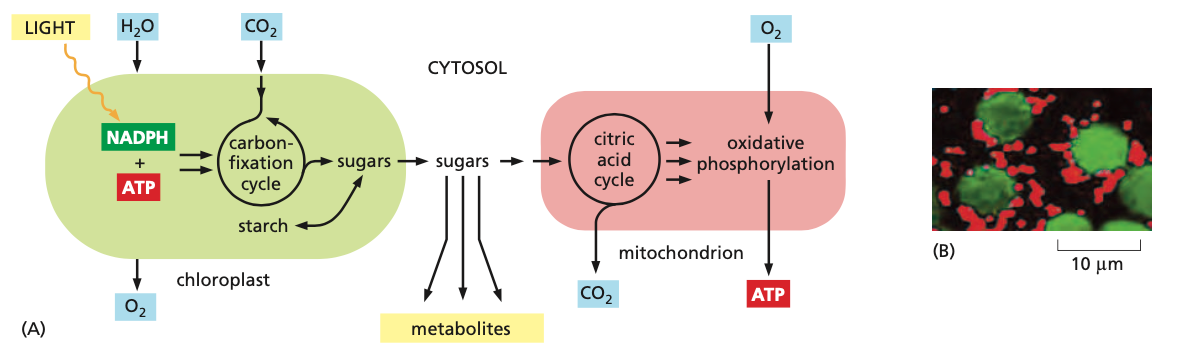 LIGHT
H₂O
CO₂
O₂
CYTOSOL
NADPH
+
ATP
carbon-
fixation
cycle
sugars
sugars
starch
citric
acid
cycle
oxidative
phosphorylation
chloroplast
mitochondrion
O₂
CO₂
ATP
metabolites
(A)
(B)
10 µm